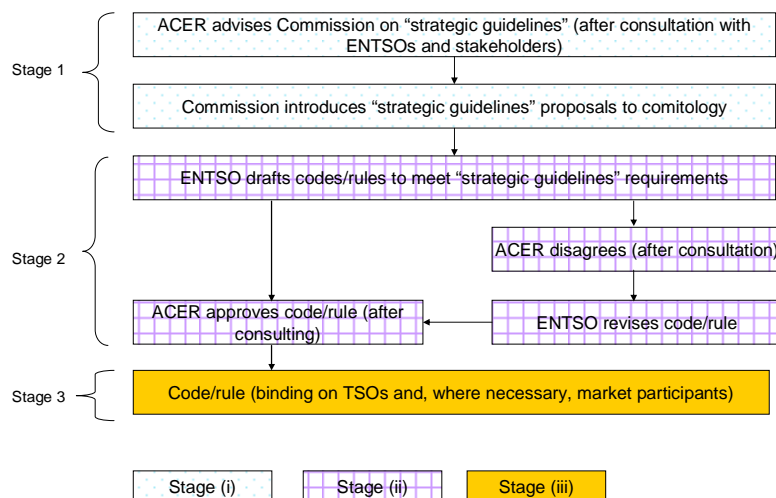 ACER advises Commission on “strategic guidelines” (after consultation with
ENTSOs and stakeholders)
Stage 1
Commission introduces “strategic guidelines” proposals to comitology
ENTSO drafts codes/rules to meet “strategic guidelines” requirements
Stage 2
ACER disagrees (after consultation)
ACER approves code/rule (after
consulting)
ENTSO revises code/rule
Stage 3
Code/rule (binding on TSOs and, where necessary, market participants)
Stage (i)
Stage (ii)
Stage (iii)